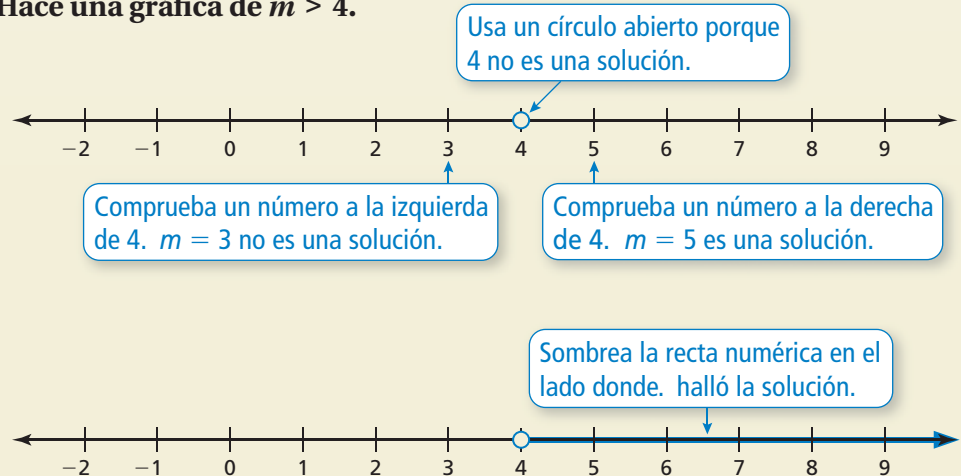 Hace una gráfica de m > 4.
Usa un círculo abierto porque
4 no es una solución.
−2 −1 0 1 2 3 4 5 6 7 8 9
Comprueba un número a la izquierda
de 4. m = 3 no es una solución.
Comprueba un número a la derecha
de 4. m = 5 es una solución.
Sombrea la recta numérica en el
lado donde. halló la solución.
−2 −1 0 1 2 3 4 5 6 7 8 9